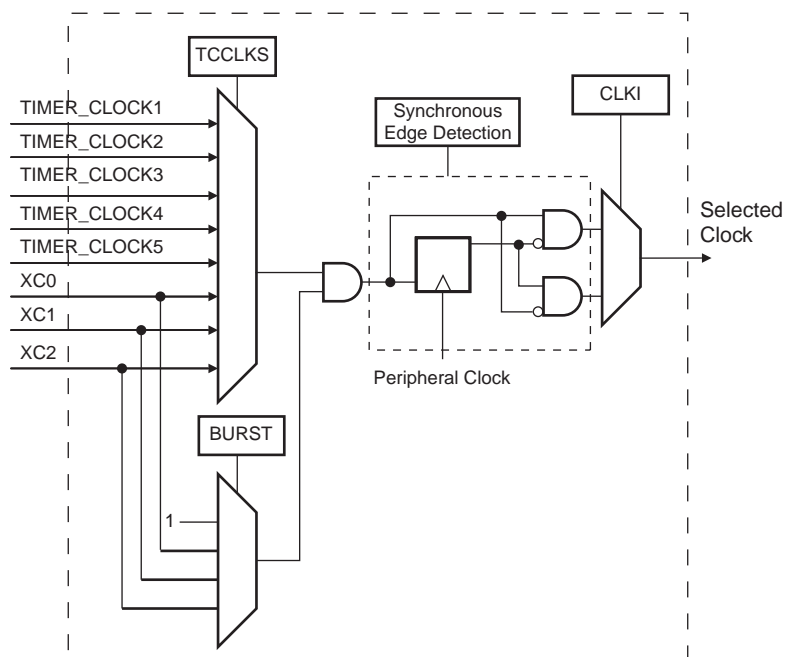 TCCLKS
TIMER_CLOCK1
TIMER_CLOCK2
TIMER_CLOCK3
TIMER_CLOCK4
TIMER_CLOCK5
XC0
XC1
XC2
Synchronous
Edge Detection
CLKI
Selected
Clock
Peripheral Clock
BURST
1